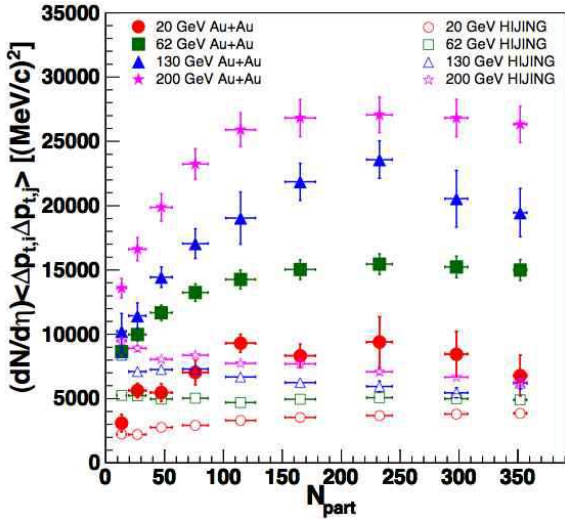 20 GeV Au+Au
62 GeV Au+Au
130 GeV Au+Au
200 GeV Au+Au
20 GeV HIJING
62 GeV HIJING
130 GeV HIJING
200 GeV HIJING
(dN/dη)<Δp_{t,i}Δp_{t,j}> [(MeV/c)^2]
35000
30000
25000
20000
15000
10000
5000
0
0 50 100 150 200 250 300 350
N_{part}